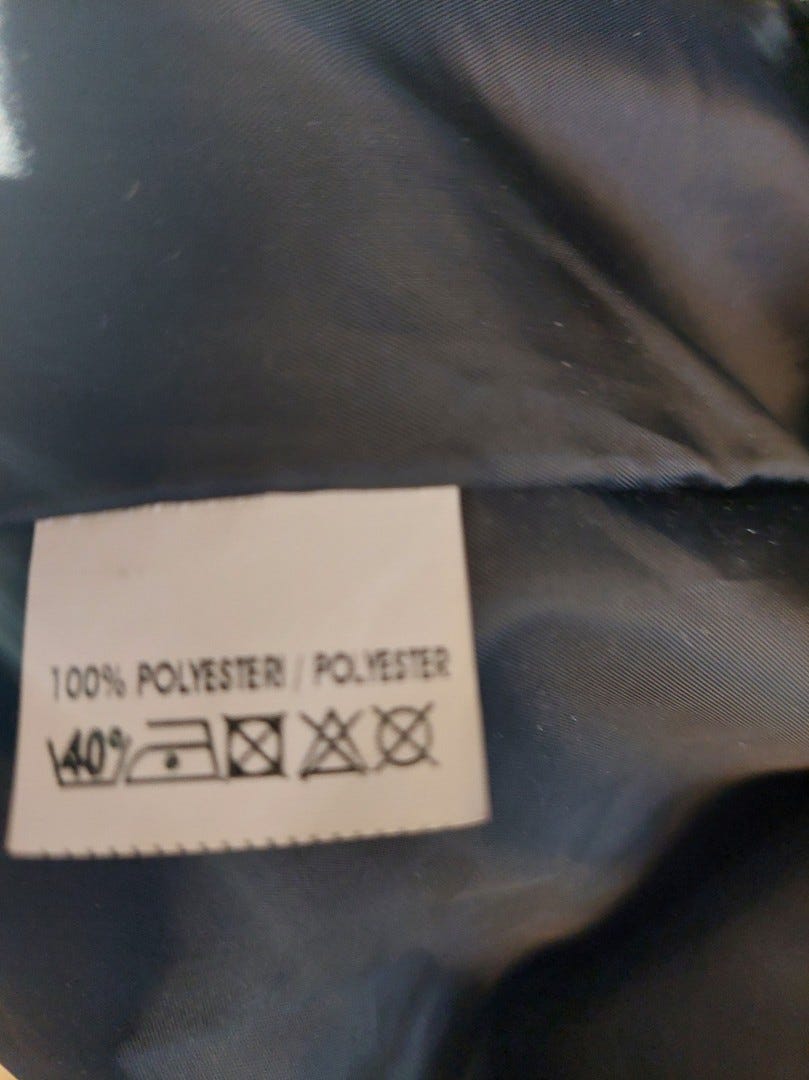 100% POLYESTERI / POLYESTER
40°